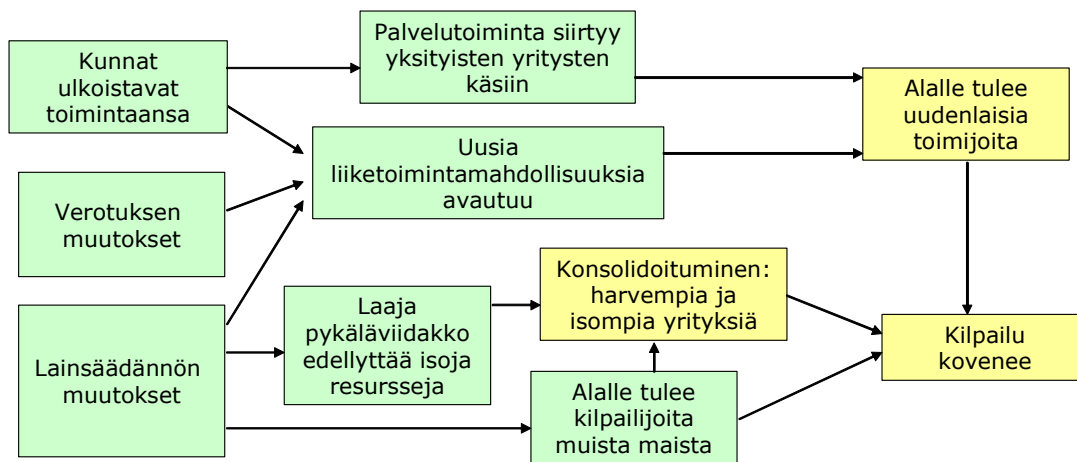 Kunnat
ulkoistavat
toimintaansa
Palvelutoiminta siirtyy
yksityisten yritysten
käsiin
Alalle tulee
uudenlaisia
toimijoita
Uusia
liiketoimintamahdollisuuksia
avautuu
Verotuksen
muutokset
Lainsäädännön
muutokset
Laaja
pykäläviidakko
edellyttää isoja
resursseja
Konsolidoituminen:
harvempia ja
isompia yrityksiä
Alalle tulee
kilpailijoita
muista maista
Kilpailu
kovenee